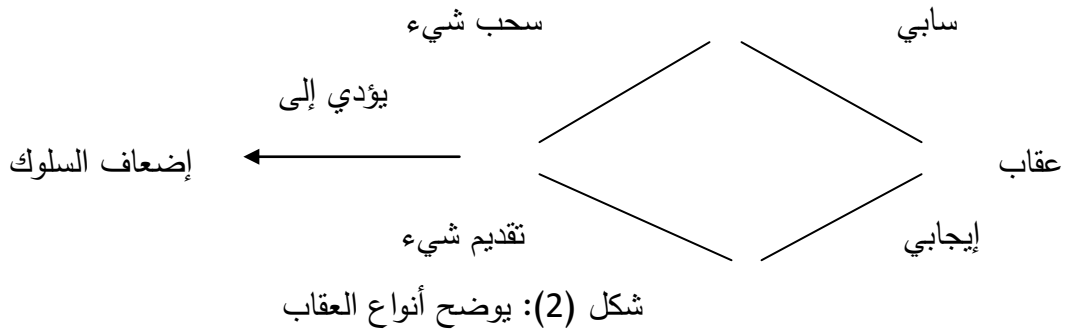 سابي
سحب شيء
يؤدي إلى
عقاب
إضعاف السلوك
إيجابي
تقديم شيء
شكل (2): يوضح أنواع العقاب